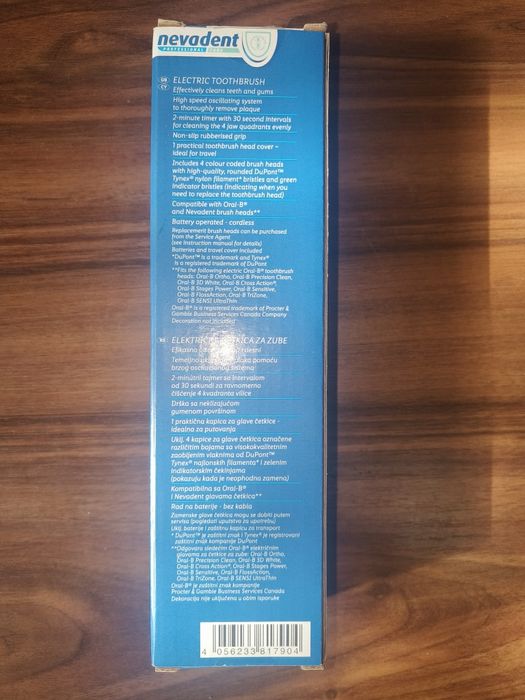 nevadent
PROFESSIONAL CARE
GB
CY
ELECTRIC TOOTHBRUSH
Effectively cleans teeth and gums
High speed oscillating system
to thoroughly remove plaque
2-minute timer with 30 second intervals
for cleaning the 4 jaw quadrants evenly
Non-slip rubberised grip
1 practical toothbrush head cover –
ideal for travel
Includes 4 colour coded brush heads
with high-quality, rounded DuPont™
Tynex® nylon filament* bristles and green
indicator bristles (indicating when you
need to replace the toothbrush head)
Compatible with Oral-B®
and Nevadent brush heads**
Battery operated - cordless
Replacement brush heads can be purchased
from the Service Agent
(see instruction manual for details)
Batteries and travel cover included
*DuPont™ is a trademark and Tynex®
is a registered trademark of DuPont
**Fits the following electric Oral-B® toothbrush
heads: Oral-B Ortho, Oral-B Precision Clean,
Oral-B 3D White, Oral-B Cross Action®,
Oral-B Stages Power, Oral-B Sensitive,
Oral-B FlossAction, Oral-B TriZone,
Oral-B SENSI UltraThin
Oral-B® is a registered trademark of Procter &
Gamble Business Services Canada Company
Decoration not included
RS
ELEKTRIČNA ČETKICA ZA ZUBE
Efikasno desni
Temeljno pomoću
brzog oscilacionog sistema
2-minutni tajmer sa intervalom
od 30 sekundi za ravnomerno
čišćenje 4 kvadranta vilice
Drška sa neklizajućom
gumenom površinom
1 praktična kapica za glave četkice -
idealna za putovanja
Uklj. 4 kapice za glave četkica označene
različitim bojama sa visokokvalitetnim
zaobljenim vlaknima od DuPont™
Tynex® najlonskih filamenta* i zelenim
indikatorskim čekinjama
(pokazuju kada je neophodna zamena)
Kompatibilna sa Oral-B®
i Nevadent glavama četkica**
Rad na baterije - bez kabla
Zamenske glave četkica mogu se dobiti putem
servisa (pogledati uputstva za upotrebu)
Uklj. baterije i zaštitnu kapicu za transport
*DuPont™ je zaštitni znak i Tynex® je registrovani
zaštitni znak kompanije DuPont
**Odgovara sledećim Oral-B® električnim
glavama za četkice za zube: Oral-B Ortho,
Oral-B Precision Clean, Oral-B 3D White,
Oral-B Cross Action®, Oral-B Stages Power,
Oral-B Sensitive, Oral-B FlossAction,
Oral-B TriZone, Oral-B SENSI UltraThin
Oral-B® je zaštitni znak kompanije
Procter & Gamble Business Services Canada
Dekoracija nije uključena u obim isporuke
4 056233 817904